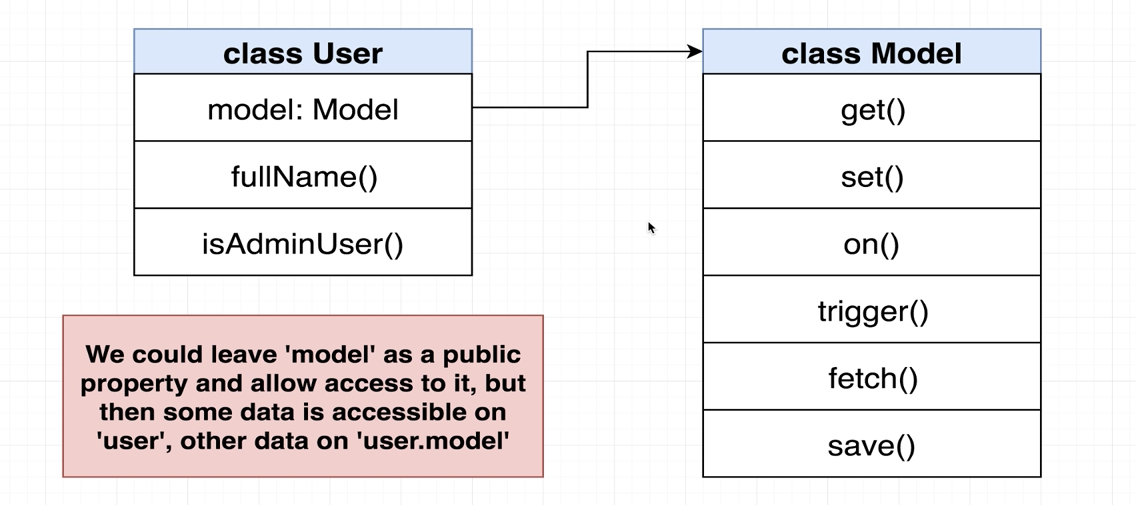 class User
model: Model
fullName()
isAdminUser()
We could leave 'model' as a public
property and allow access to it, but
then some data is accessible on
'user', other data on 'user.model'
class Model
get()
set()
on()
trigger()
fetch()
save()